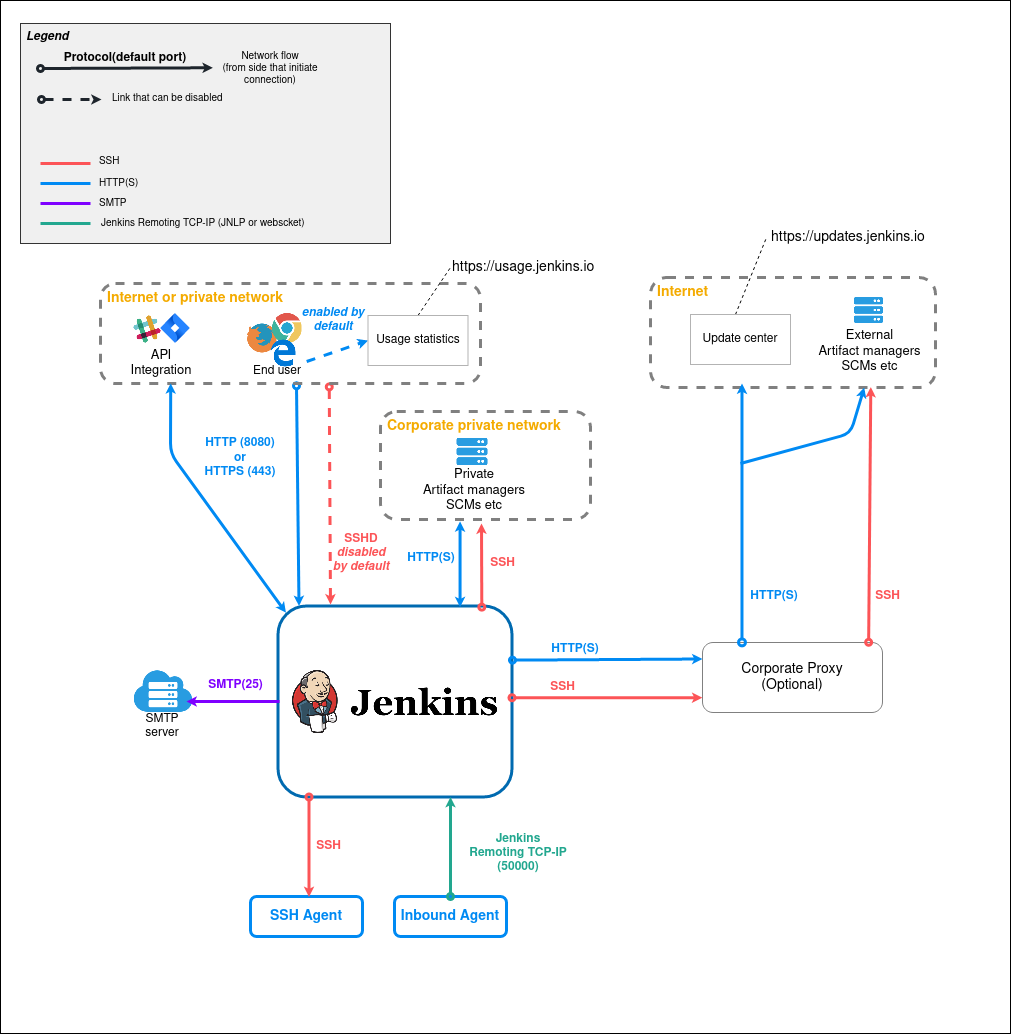 Legend
Protocol(default port)
Network flow
(from side that initiate
connection)
Link that can be disabled
SSH
HTTP(S)
SMTP
Jenkins Remoting TCP-IP (JNLP or webscket)
https://updates.jenkins.io
https://usage.jenkins.io
Internet or private network
API
Integration
End user
enabled by
default
Usage statistics
Internet
Update center
External
Artifact managers
SCMs etc
Corporate private network
Private
Artifact managers
SCMs etc
HTTP (8080)
or
HTTPS (443)
SSHD
disabled
by default
HTTP(S)
SSH
HTTP(S)
SSH
HTTP(S)
SSH
Corporate Proxy
(Optional)
SMTP(25)
SMTP
server
Jenkins
SSH
Jenkins
Remoting TCP-IP
(50000)
SSH Agent
Inbound Agent